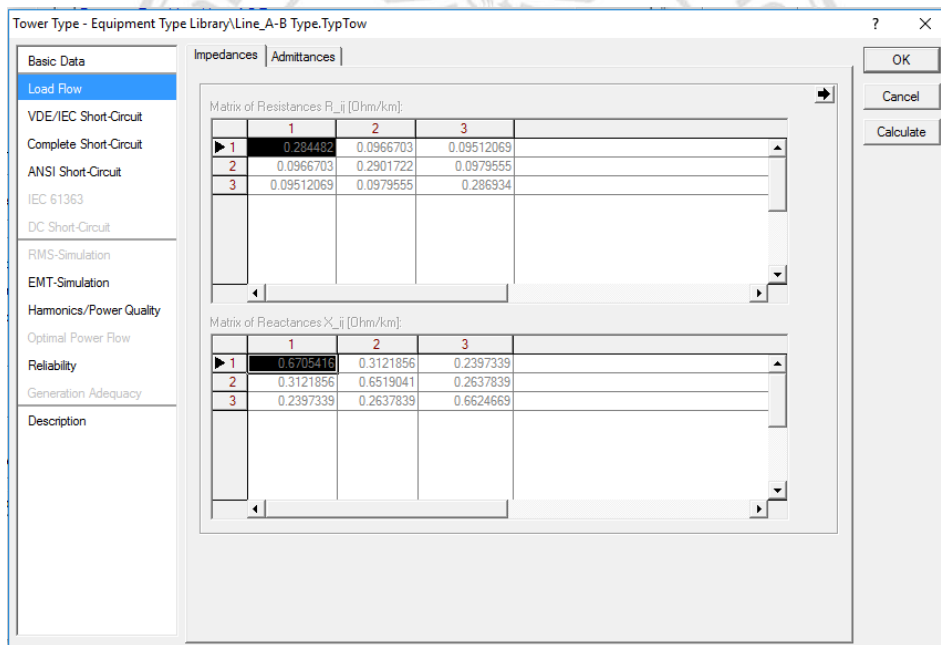 Tower Type - Equipment Type Library\Line_A-B Type.TypTow ? X
Basic Data
Load Flow
VDE/IEC Short-Circuit
Complete Short-Circuit
ANSI Short-Circuit
IEC 61363
DC Short-Circuit
RMS-Simulation
EMT-Simulation
Harmonics/Power Quality
Optimal Power Flow
Reliability
Generation Adequacy
Description
Impedances Admittances
Matrix of Resistances R_ij [Ohm/km]:
1 2 3
1 0.284482 0.0966703 0.09512069
2 0.0966703 0.2901722 0.0979555
3 0.09512069 0.0979555 0.286934
Matrix of Reactances X_ij [Ohm/km]:
1 2 3
1 0.6705416 0.3121856 0.2397339
2 0.3121856 0.6519041 0.2637839
3 0.2397339 0.2637839 0.6624669
OK
Cancel
Calculate